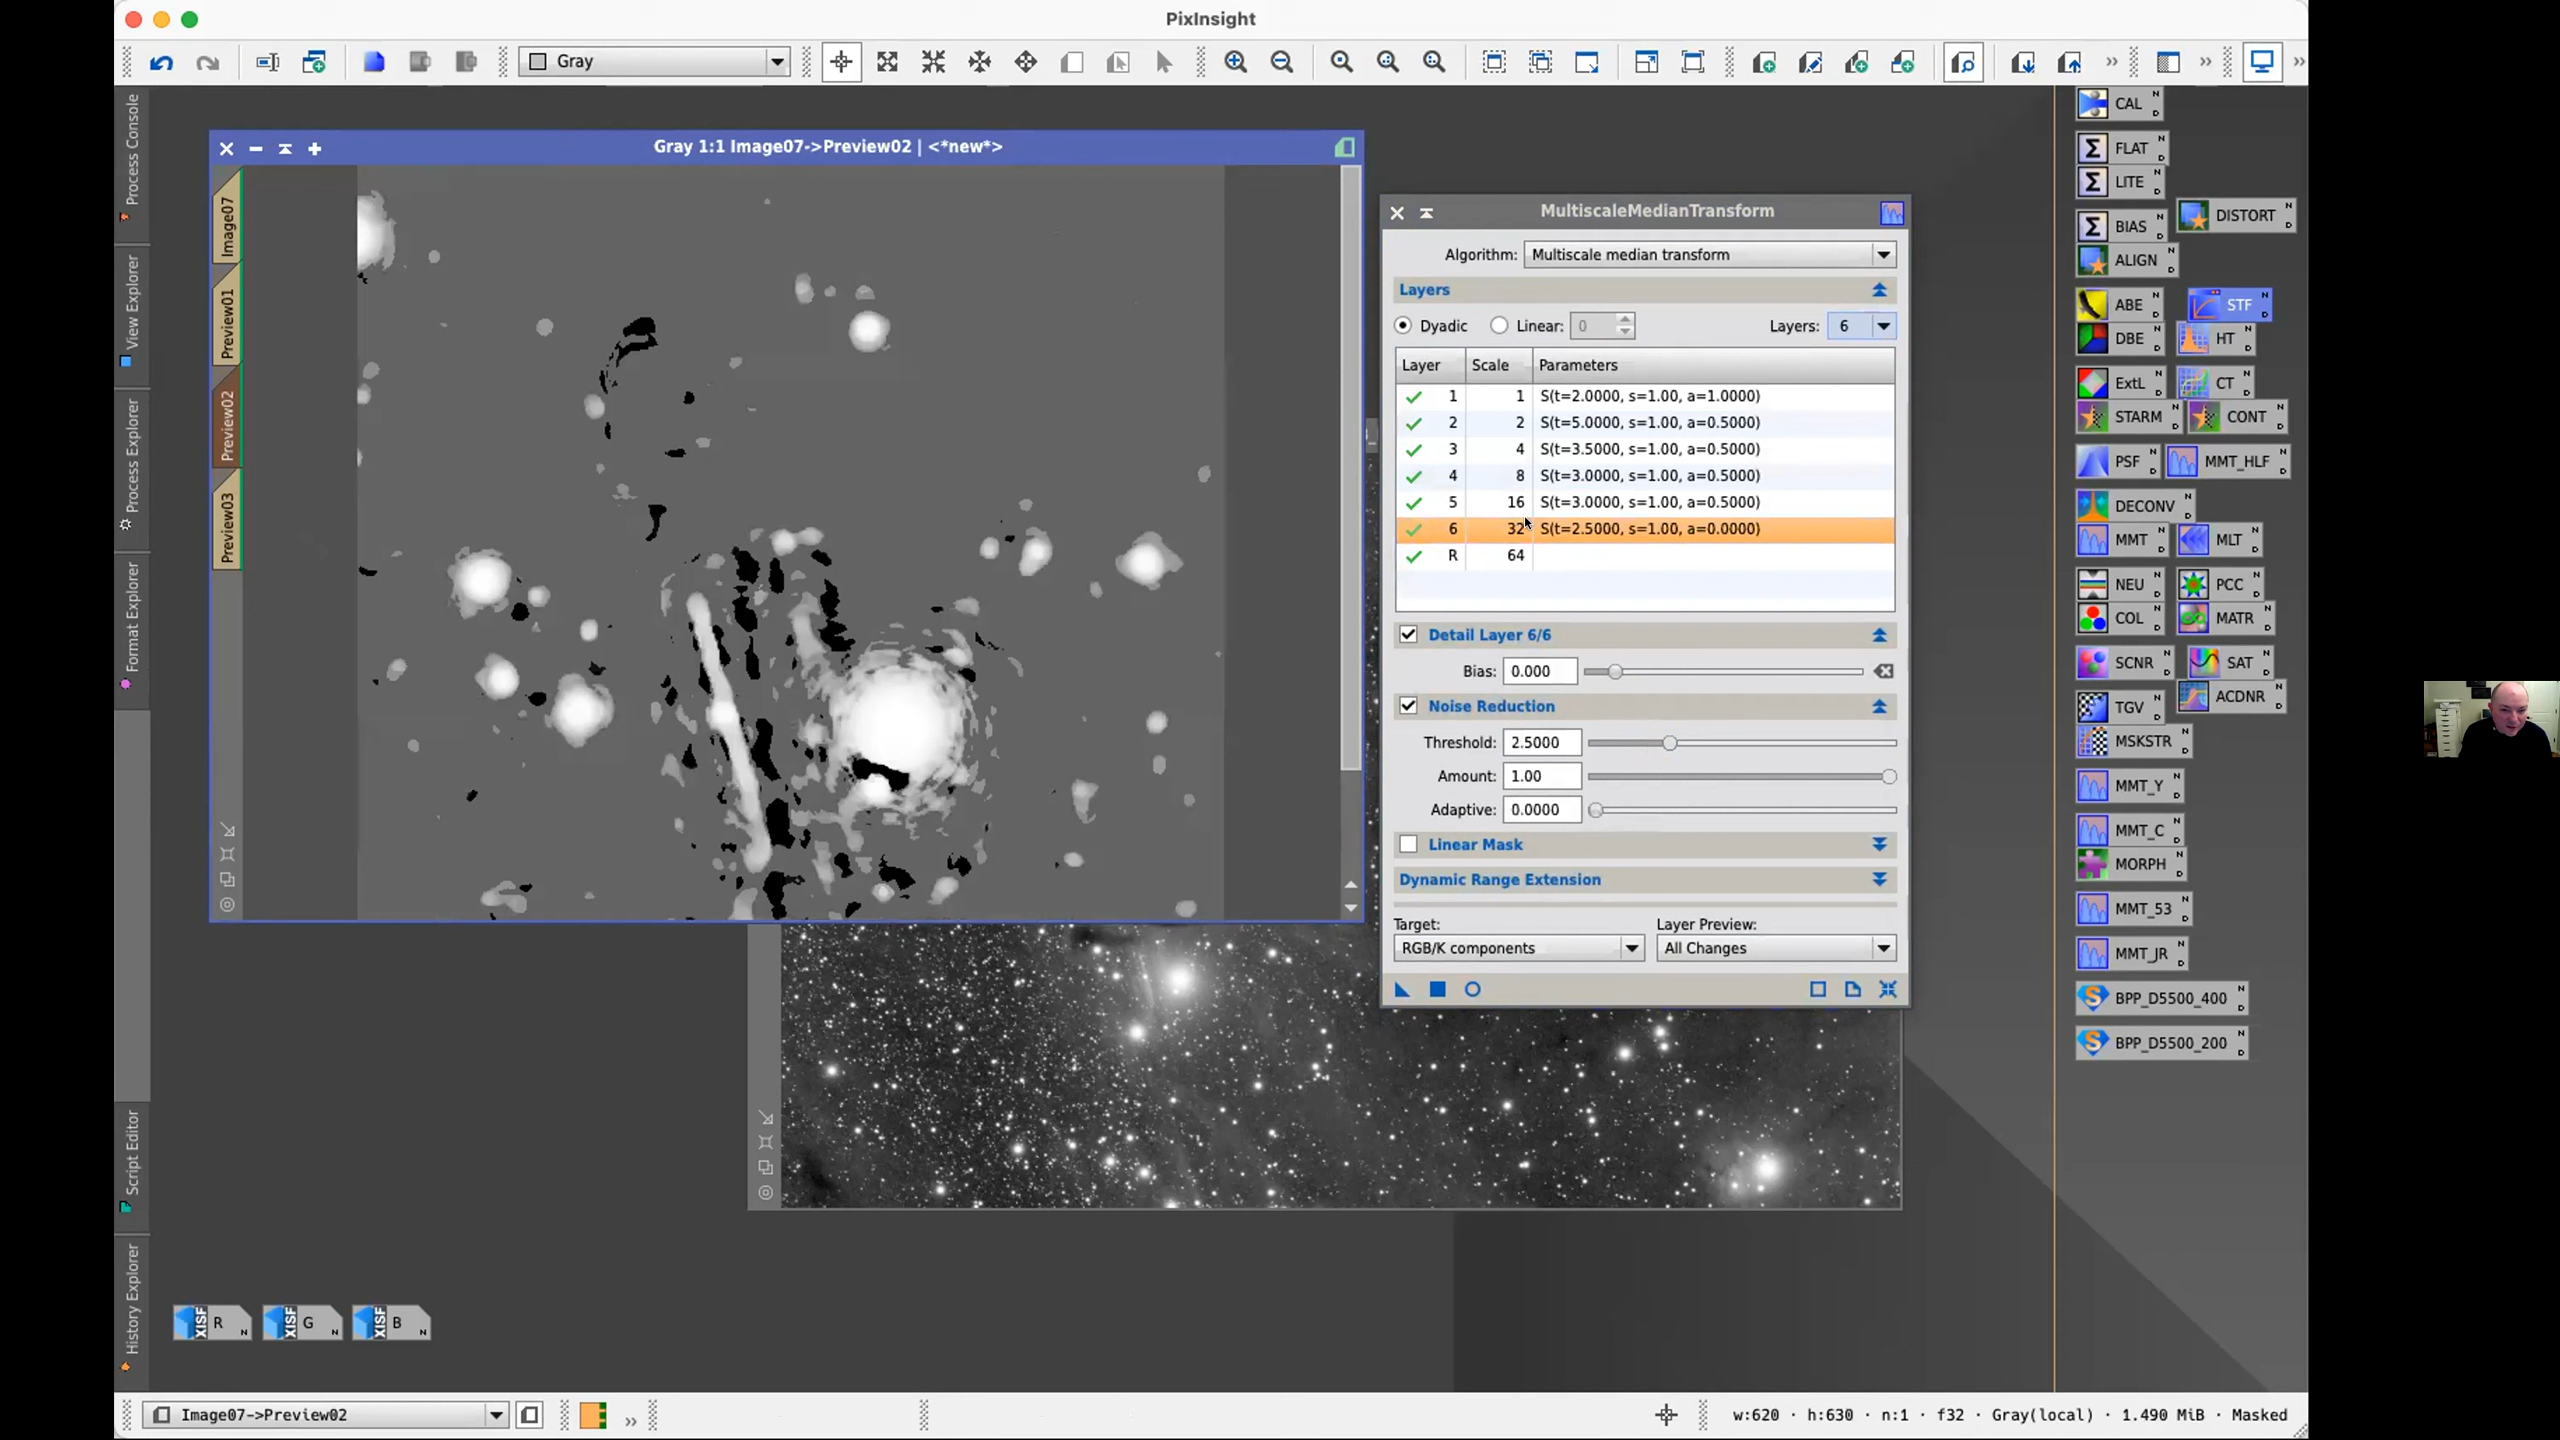 PixInsight
Gray
Process Console
View Explorer
Process Explorer
Format Explorer
Script Editor
History Explorer
Gray 1:1 Image07->Preview02 | <*new*>
Image07
Preview01
Preview02
Preview03
MultiscaleMedianTransform
Algorithm: Multiscale median transform
Layers
Dyadic Linear: 0 Layers: 6
Layer Scale Parameters
1 1 S(t=2.0000, s=1.00, a=1.0000)
2 2 S(t=5.0000, s=1.00, a=0.5000)
3 4 S(t=3.5000, s=1.00, a=0.5000)
4 8 S(t=3.0000, s=1.00, a=0.5000)
5 16 S(t=3.0000, s=1.00, a=0.5000)
6 32 S(t=2.5000, s=1.00, a=0.0000)
R 64
Detail Layer 6/6
Bias: 0.000
Noise Reduction
Threshold: 2.5000
Amount: 1.00
Adaptive: 0.0000
Linear Mask
Dynamic Range Extension
Target: Layer Preview:
RGB/K components All Changes
CAL N D
FLAT N D
LITE N D
DISTORT N D
BIAS N D
ALIGN N D
ABE N D STF N D
DBE N D HT N D
ExtL N D CT N D
STARM N D CONT N D
PSF N D MMT_HLF N D
DECONV N D
MMT N D MLT N D
NEU N D PCC N D
COL N D MATR N D
SCNR N D SAT N D
ACDNR N D
TGV N D
MSKSTR N D
MMT_Y N D
MMT_C N D
MORPH N D
MMT_53 N D
MMT_JR N D
BPP_D5500_400 N D
BPP_D5500_200 N D
XISF R N
XISF G N
XISF B N
Image07->Preview02
w:620 · h:630 · n:1 · f32 · Gray(local) · 1.490 MiB · Masked